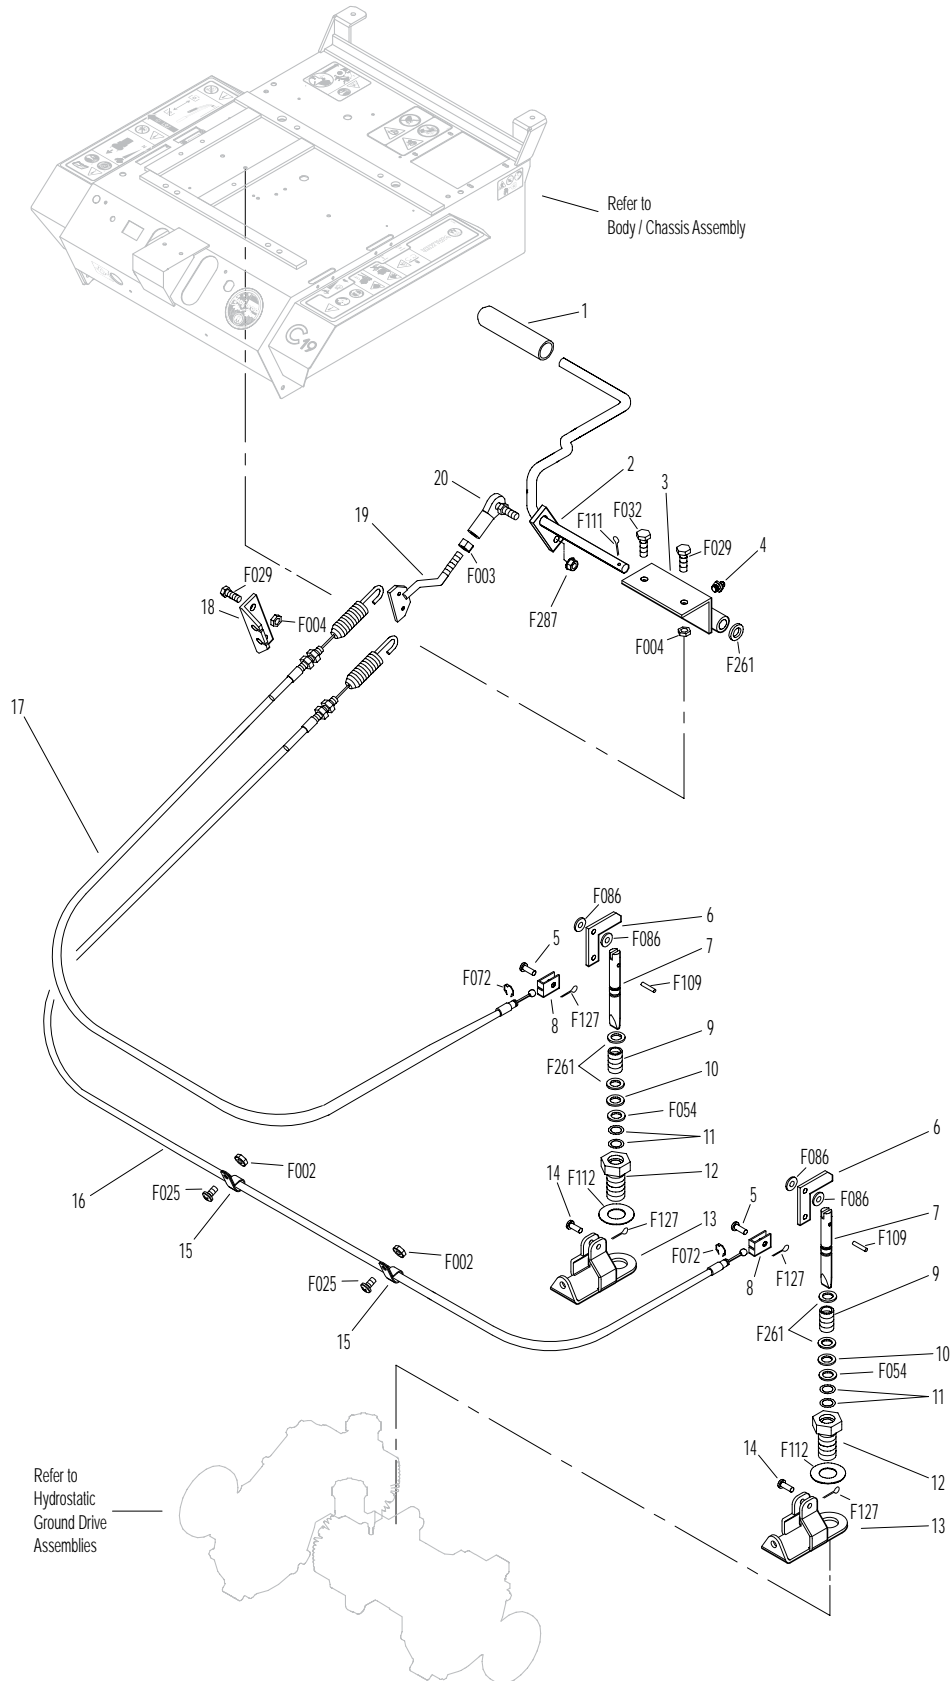 Refer to
Body / Chassis Assembly
C19
1
2
3
20
F032
19
F111
F029
4
F003
F029
18
F287
F004
F004
F261
17
F086
6
5
F086
7
F072
F109
8
F127
9
F261
10
F054
11
6
F086
12
F002
14
F112
5
F086
16
F025
F127
13
7
15
F002
F072
F109
F025
8
F127
9
15
F261
10
F054
11
F112
14
12
Refer to
Hydrostatic
Ground Drive
Assemblies
F127
13